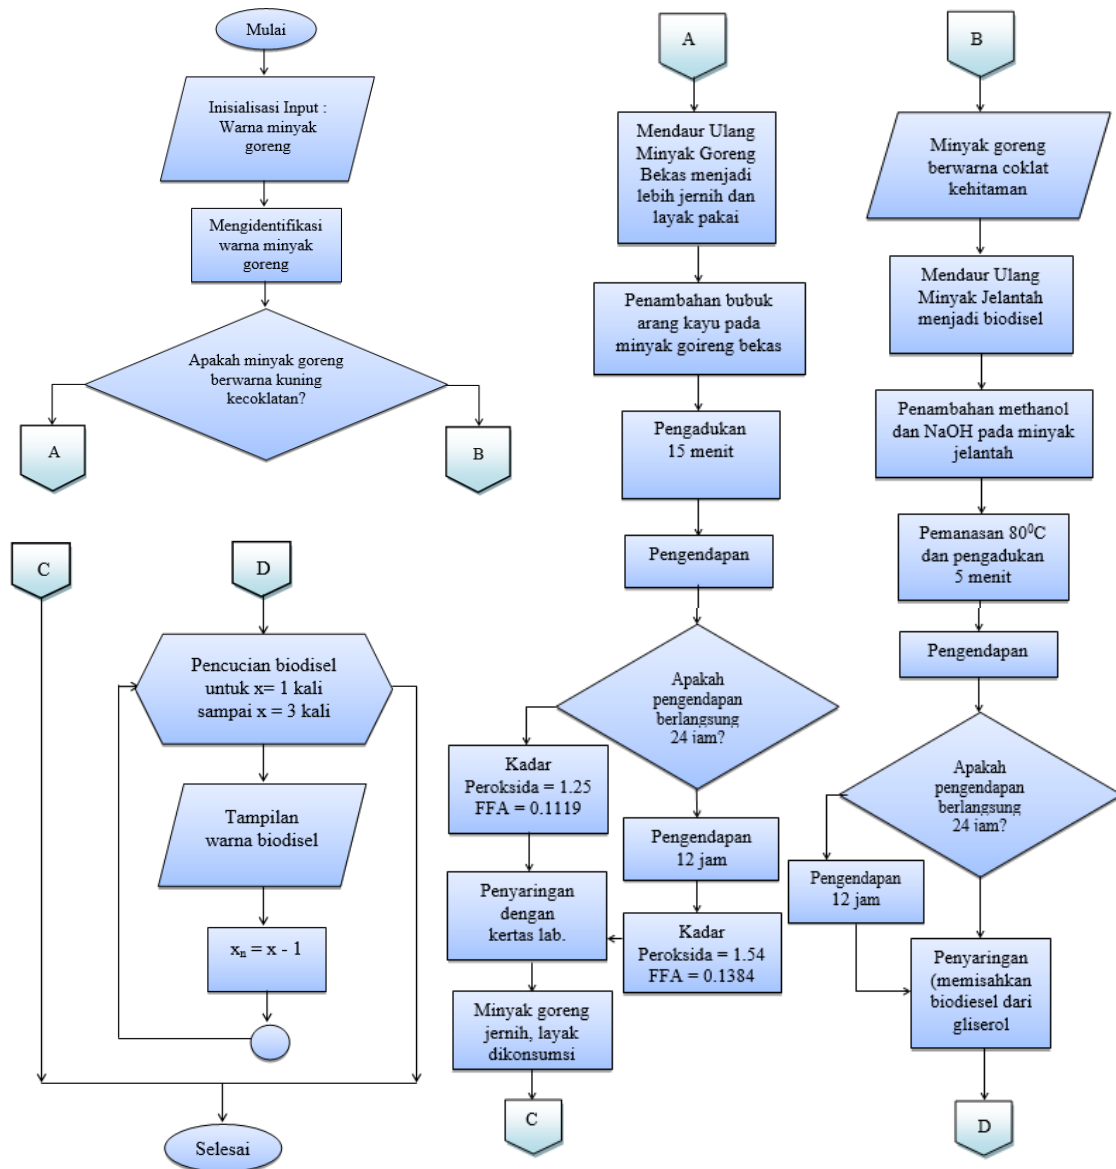 Mulai
Inisialisasi Input :
Warna minyak
goreng
Mengidentifikasi
warna minyak
goreng
Apakah minyak goreng
berwarna kuning
kecoklatan?
A
B
A
Mendaur Ulang
Minyak Goreng
Bekas menjadi
lebih jernih dan
layak pakai
Penambahan bubuk
arang kayu pada
minyak goireng bekas
Pengadukan
15 menit
Pengendapan
Apakah
pengendapan
berlangsung
24 jam?
Kadar
Peroksida = 1.25
FFA = 0.1119
Pengendapan
12 jam
Kadar
Peroksida = 1.54
FFA = 0.1384
Penyaringan
dengan
kertas lab.
Minyak goreng
jernih, layak
dikonsumsi
C
B
Minyak goreng
berwarna coklat
kehitaman
Mendaur Ulang
Minyak Jelantah
menjadi biodisel
Penambahan methanol
dan NaOH pada minyak
jelantah
Pemanasan 80⁰C
dan pengadukan
5 menit
Pengendapan
Apakah
pengendapan
berlangsung
24 jam?
Pengendapan
12 jam
Penyaringan
(memisahkan
biodiesel dari
gliserol
D
C
D
Pencucian biodisel
untuk x= 1 kali
sampai x = 3 kali
Tampilan
warna biodisel
xₙ = x - 1
Selesai